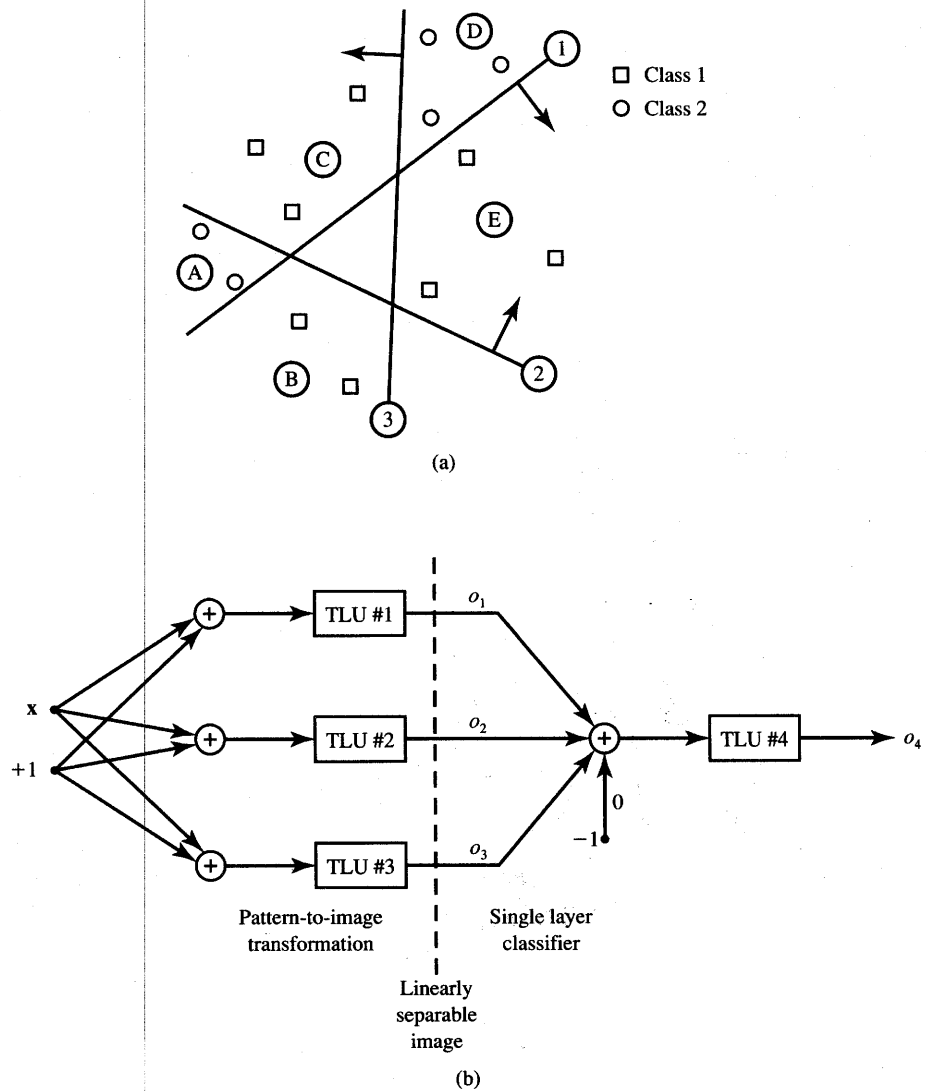 D
1
Class 1
Class 2
C
E
A
B
2
3
(a)
o1
TLU #1
x
o2
TLU #2
TLU #4
o4
+1
0
−1
o3
TLU #3
Pattern-to-image
transformation
Single layer
classifier
Linearly
separable
image
(b)